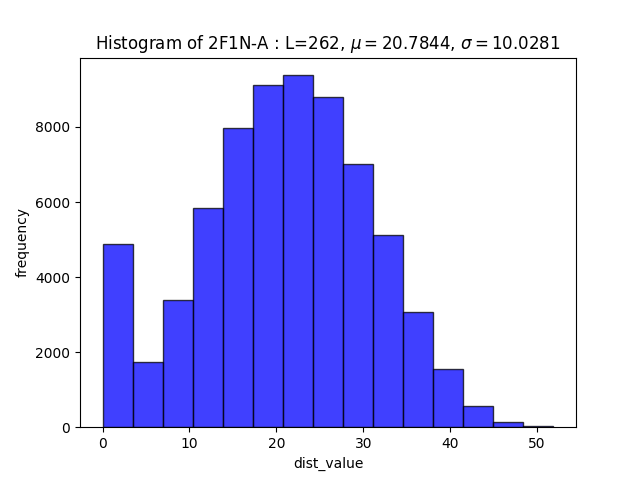 Histogram of 2F1N-A : L=262, μ = 20.7844, σ = 10.0281
frequency
8000
6000
4000
2000
0
0 10 20 30 40 50
dist_value